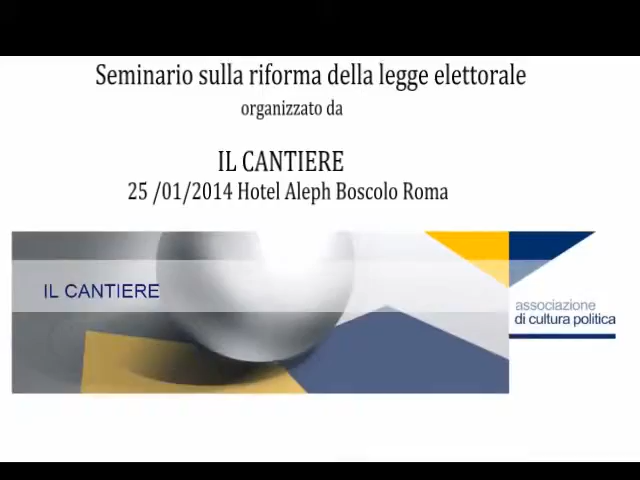 Seminario sulla riforma della legge elettorale
organizzato da
IL CANTIERE
25 /01/2014 Hotel Aleph Boscolo Roma
IL CANTIERE
associazione
di cultura politica